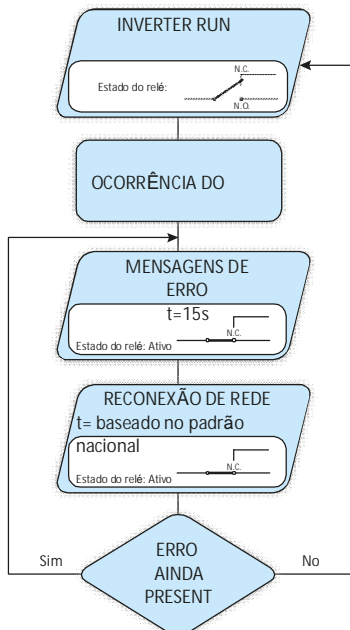 INVERTER RUN
N.C.
Estado do relé:
N.O.
OCORRÊNCIA DO
MENSAGENS DE
ERRO
t=15s
N.C.
Estado do relé: Ativo
RECONEXÃO DE REDE
t= baseado no padrão
nacional
N.C.
Estado do relé: Ativo
Sim
ERRO
AINDA
PRESENT
No